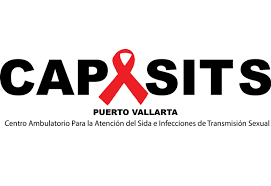 CAPASITS
PUERTO VALLARTA
Centro Ambulatorio Para la Atención del Sida e Infecciones de Transmisión Sexual